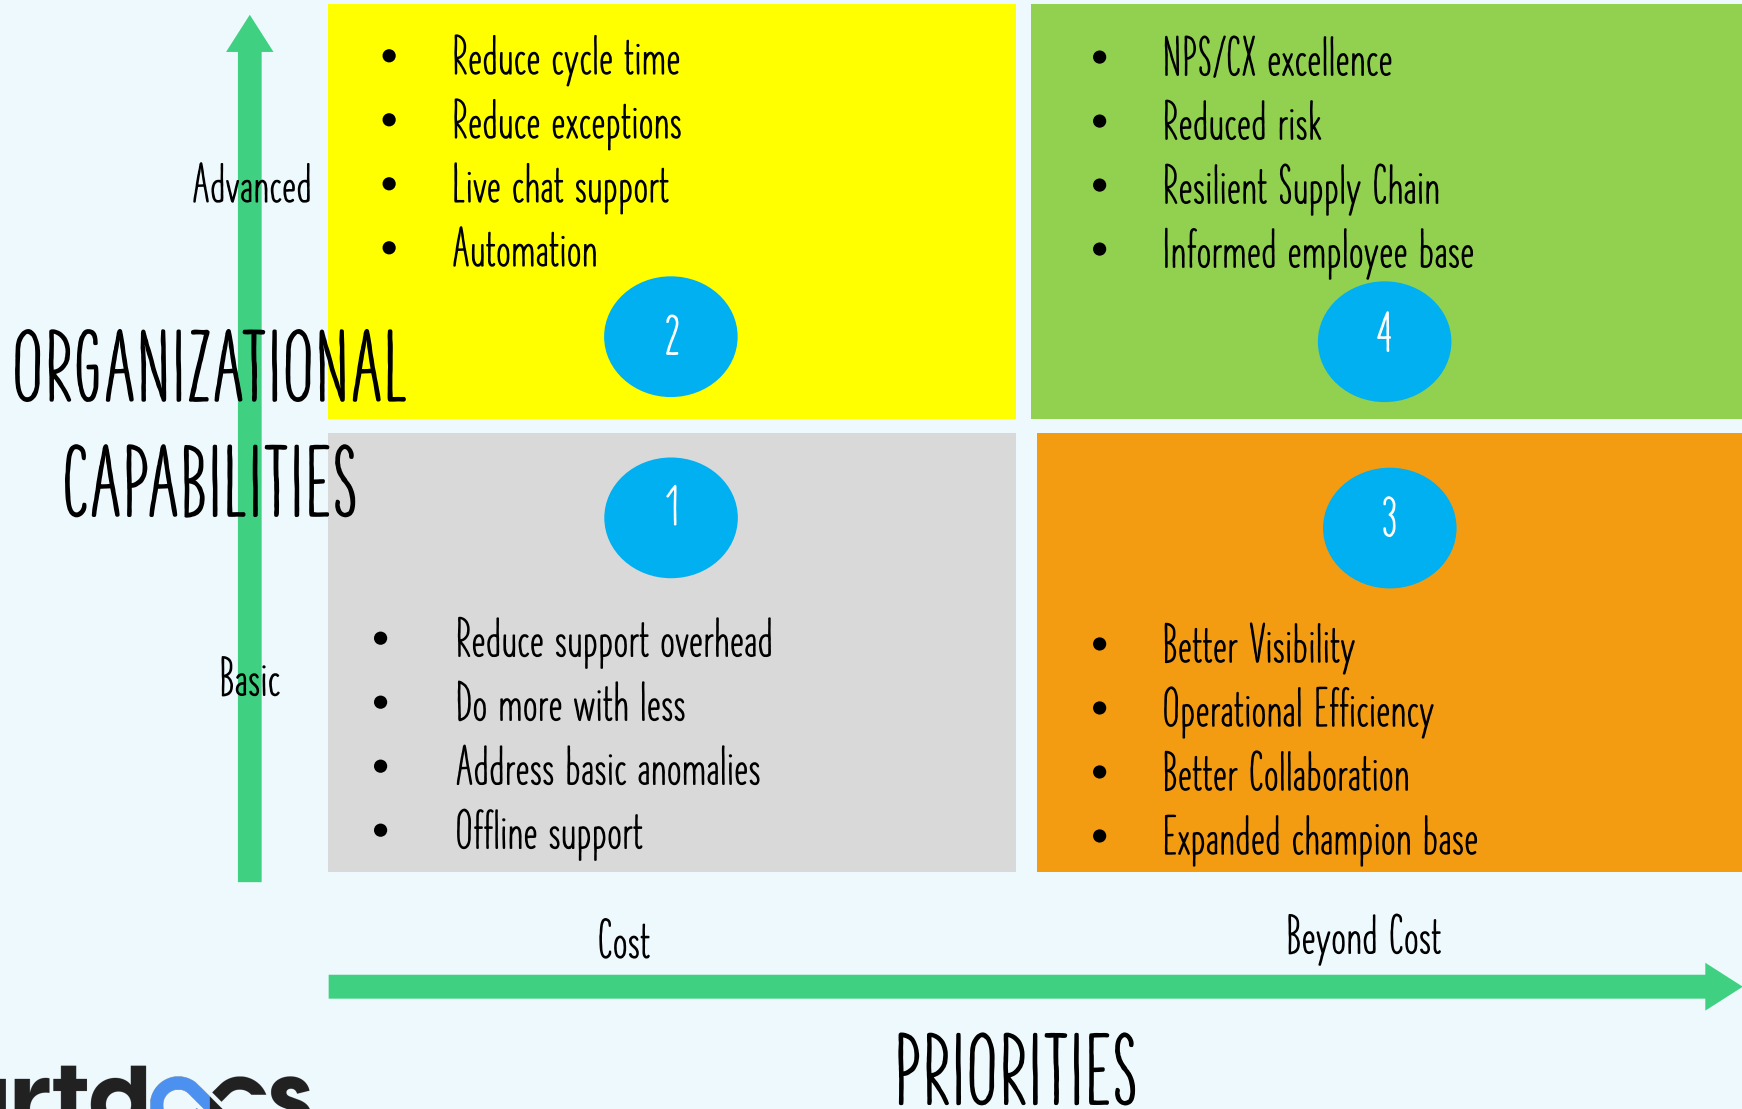 Reduce cycle time
Reduce exceptions
Live chat support
Automation
2
NPS/CX excellence
Reduced risk
Resilient Supply Chain
Informed employee base
4
Advanced
ORGANIZATIONAL
CAPABILITIES
Basic
1
Reduce support overhead
Do more with less
Address basic anomalies
Offline support
3
Better Visibility
Operational Efficiency
Better Collaboration
Expanded champion base
Cost
Beyond Cost
PRIORITIES